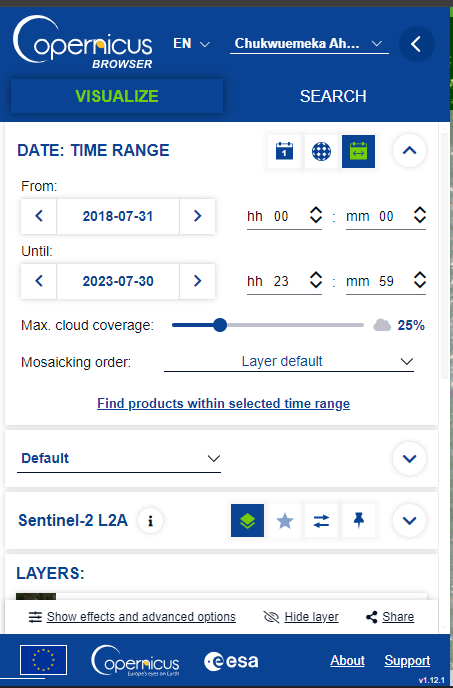 Copernicus
BROWSER
EN
Chukwuemeka Ah...
VISUALIZE
SEARCH
DATE: TIME RANGE
1
From:
2018-07-31
hh 00 : mm 00
Until:
2023-07-30
hh 23 : mm 59
Max. cloud coverage:
25%
Mosaicking order:
Layer default
Find products within selected time range
Default
Sentinel-2 L2A
i
LAYERS:
Show effects and advanced options
Hide layer
Share
Copernicus
Europe's eyes on Earth
esa
About
Support
v1.12.1